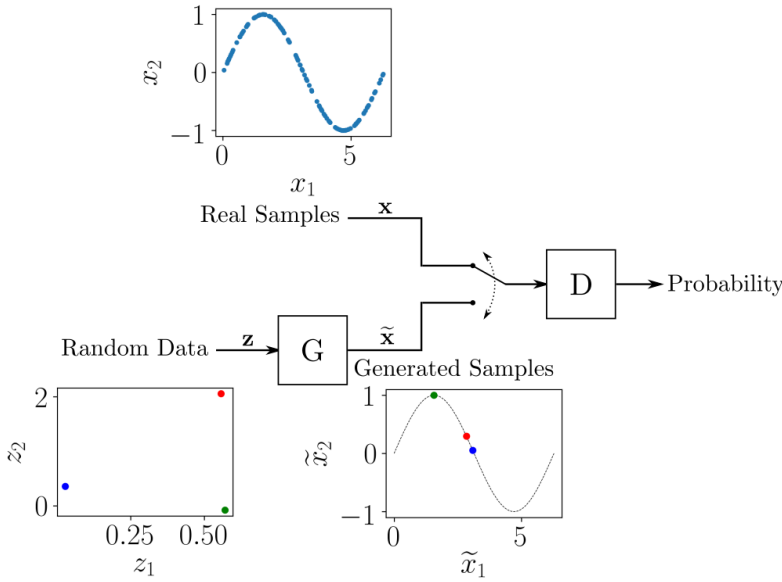 1
x₂
0
−1
0
5
x₁
Real Samples
x
D
Probability
Random Data
z
G
x̃
Generated Samples
2
z₂
0
0.25
0.50
z₁
1
x̃₂
0
−1
0
5
x̃₁